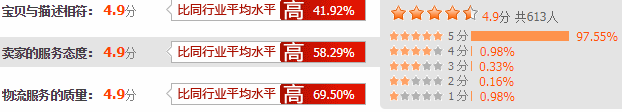 宝贝与描述相符： 4.9分 比同行业平均水平 高 41.92%
卖家的服务态度： 4.9分 比同行业平均水平 高 58.29%
物流服务的质量： 4.9分 比同行业平均水平 高 69.50%
4.9分 共613人
5 分 97.55%
4 分 0.98%
3 分 0.33%
2 分 0.16%
1 分 0.98%